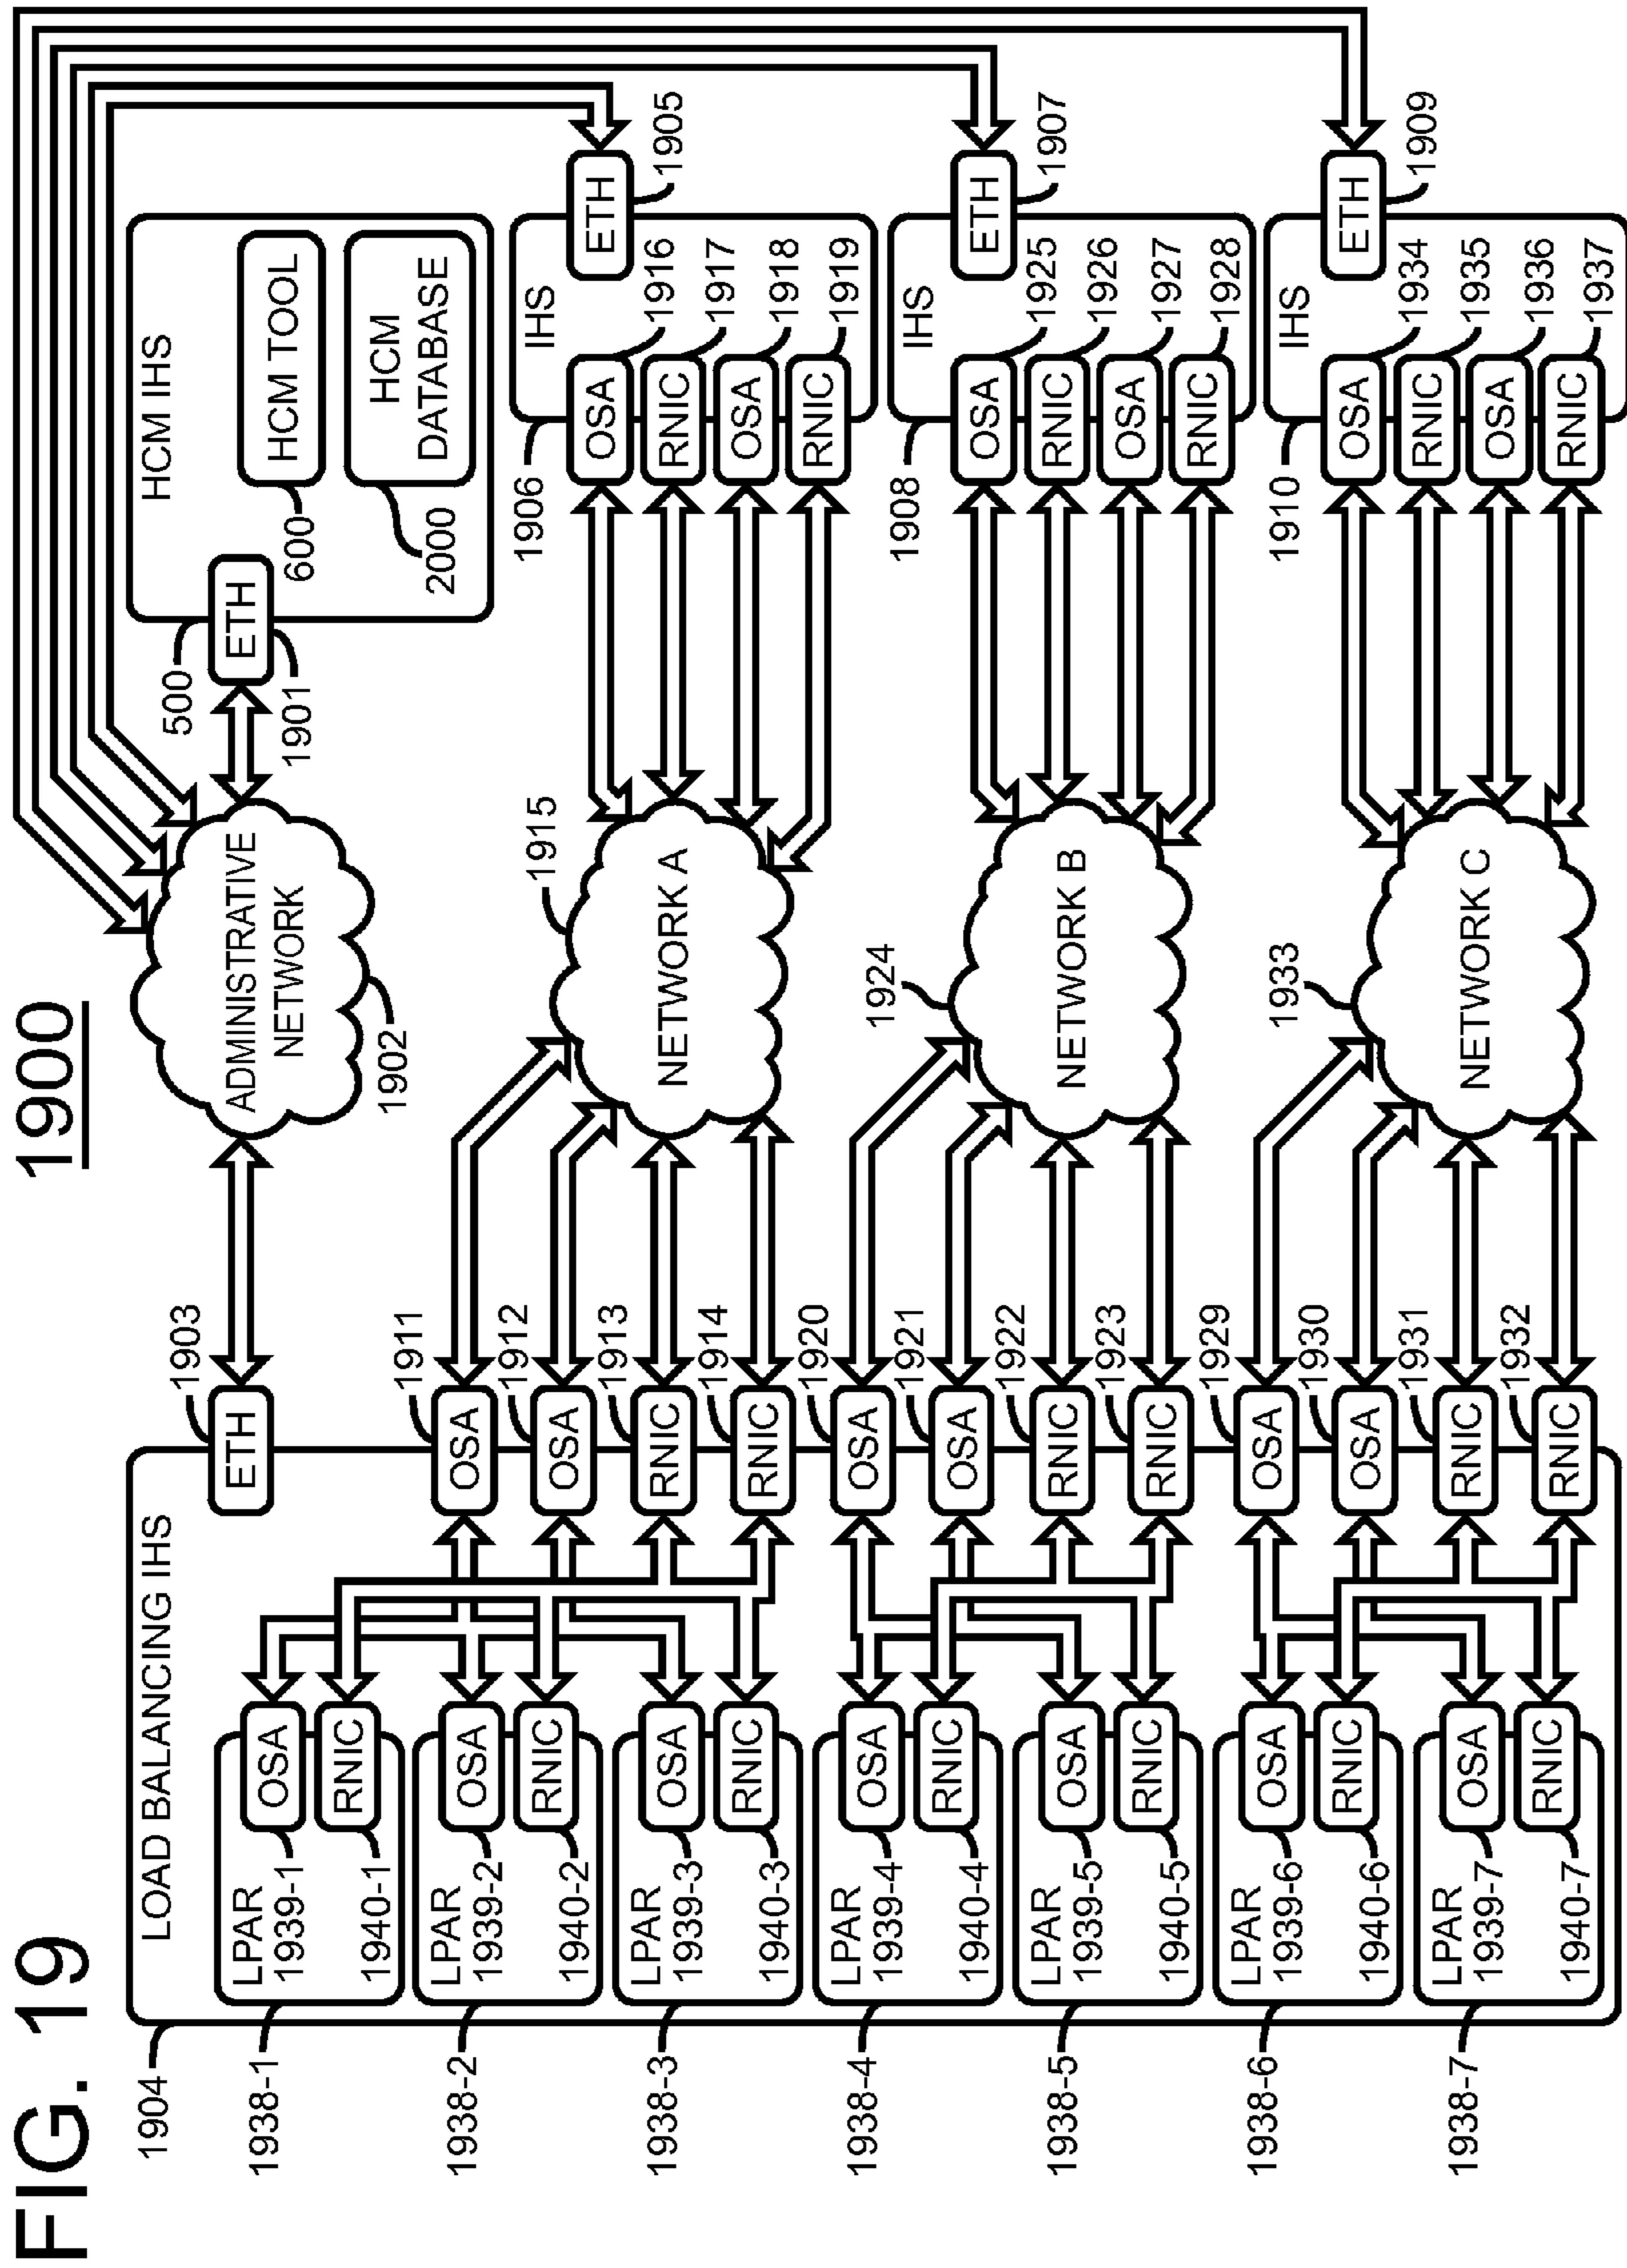 FIG. 19
1900
LOAD BALANCING IHS
1904
LPAR
1938-1
OSA
1939-1
RNIC
1940-1
LPAR
1938-2
OSA
1939-2
RNIC
1940-2
LPAR
1938-3
OSA
1939-3
RNIC
1940-3
LPAR
1938-4
OSA
1939-4
RNIC
1940-4
LPAR
1938-5
OSA
1939-5
RNIC
1940-5
LPAR
1938-6
OSA
1939-6
RNIC
1940-6
LPAR
1938-7
OSA
1939-7
RNIC
1940-7
ETH
1903
OSA
1911
OSA
1912
RNIC
1913
RNIC
1914
OSA
1920
OSA
1921
RNIC
1922
RNIC
1923
OSA
1929
OSA
1930
RNIC
1931
RNIC
1932
ADMINISTRATIVE
NETWORK
1902
NETWORK A
1915
NETWORK B
1924
NETWORK C
1933
HCM IHS
500
ETH
1901
HCM TOOL
600
HCM
DATABASE
2000
IHS
1906
ETH
1905
OSA
1916
RNIC
1917
OSA
1918
RNIC
1919
IHS
1908
ETH
1907
OSA
1925
RNIC
1926
OSA
1927
RNIC
1928
IHS
1910
ETH
1909
OSA
1934
RNIC
1935
OSA
1936
RNIC
1937